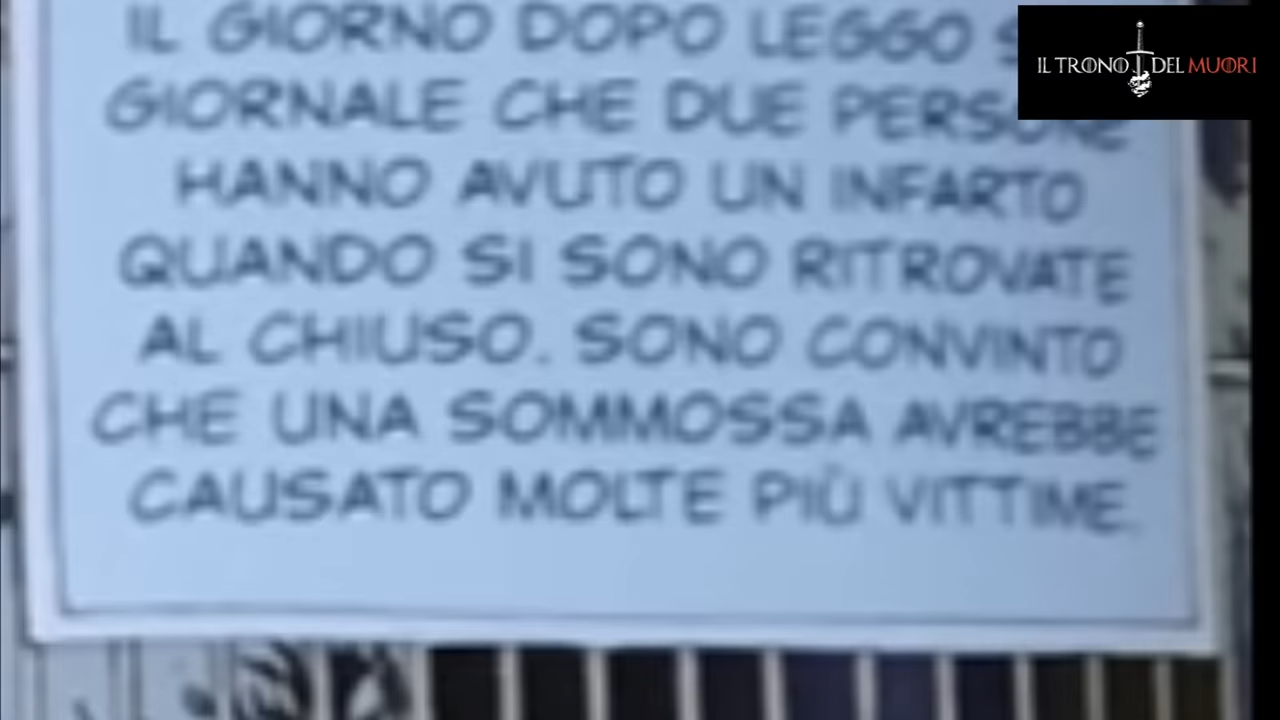 IL GIORNO DOPO LEGGO
GIORNALE CHE DUE PERSONE
HANNO AVUTO UN INFARTO
QUANDO SI SONO RITROVATE
AL CHIUSO. SONO CONVINTO
CHE UNA SOMMOSSA AVREBBE
CAUSATO MOLTE PIÙ VITTIME.
IL TRONO DEL MUORI